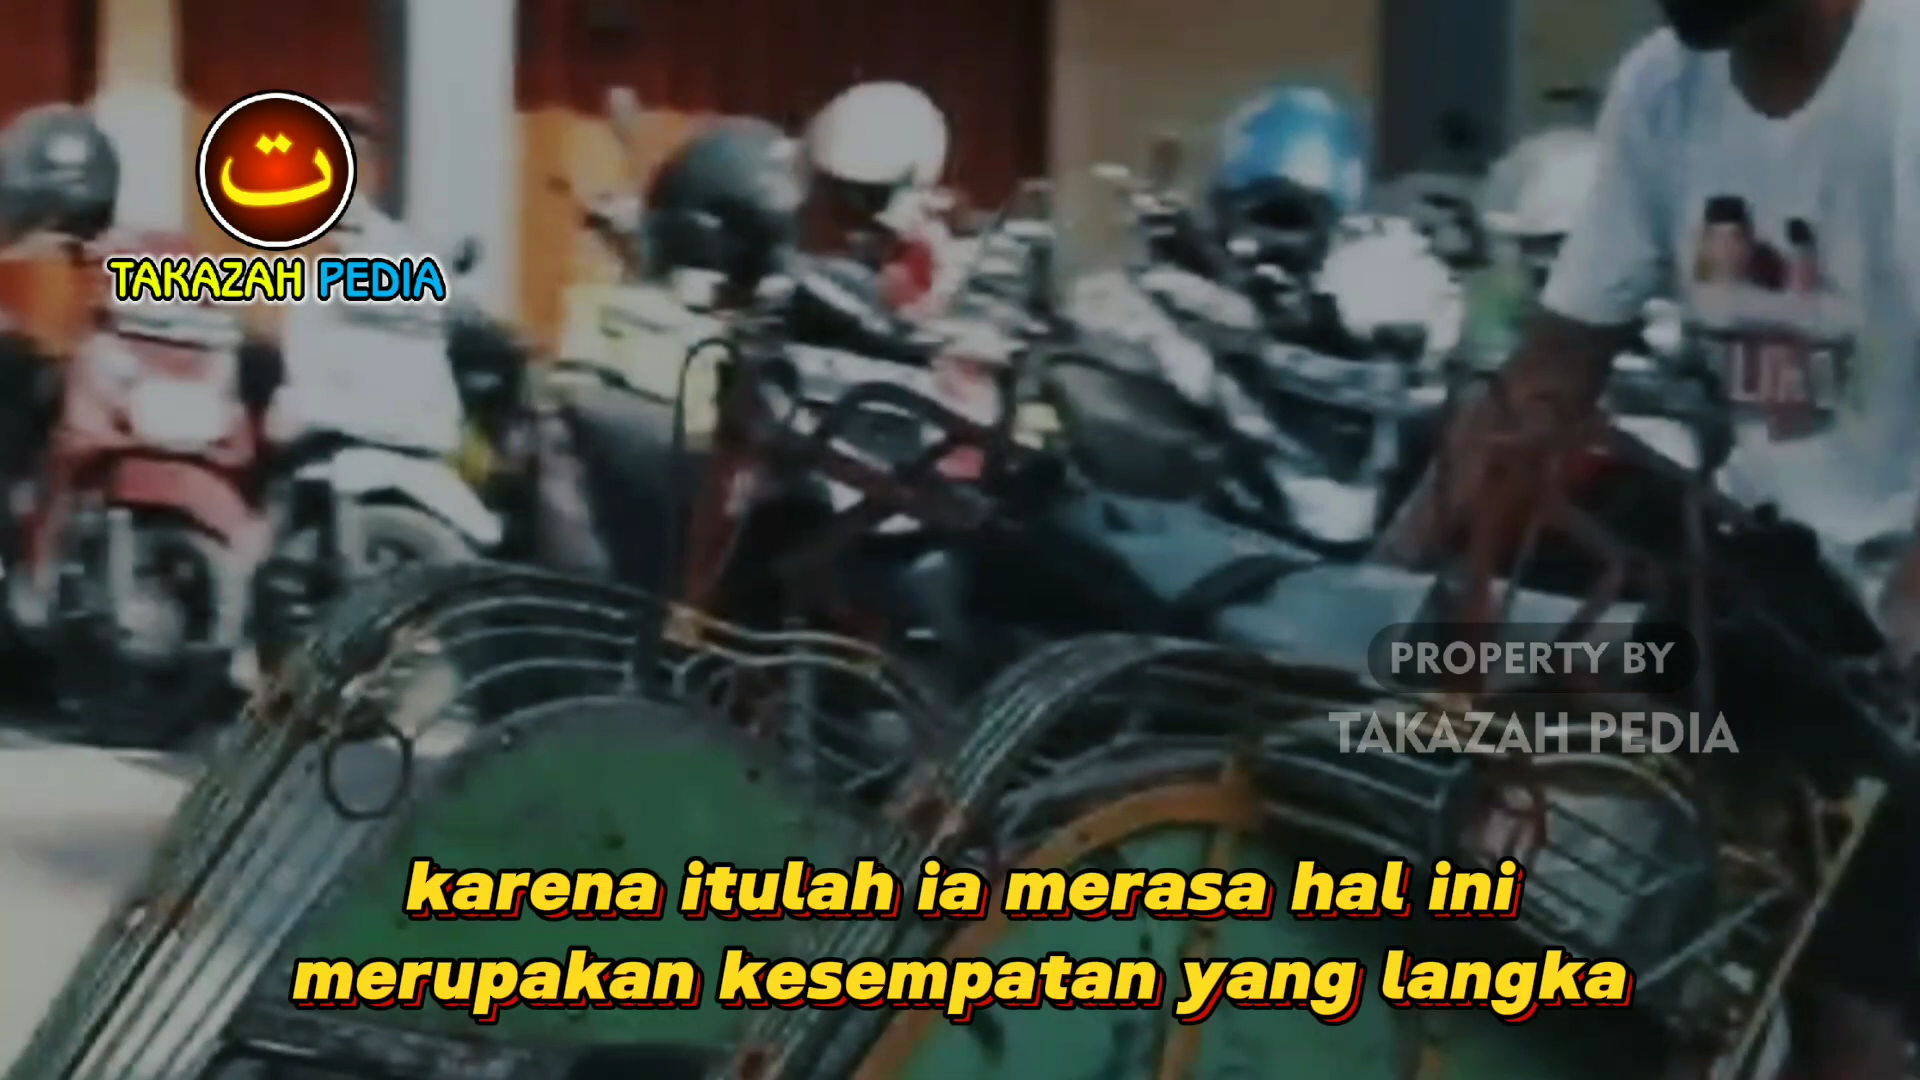 ت
TAKAZAH PEDIA
PROPERTY BY
TAKAZAH PEDIA
karena itulah ia merasa hal ini
merupakan kesempatan yang langka